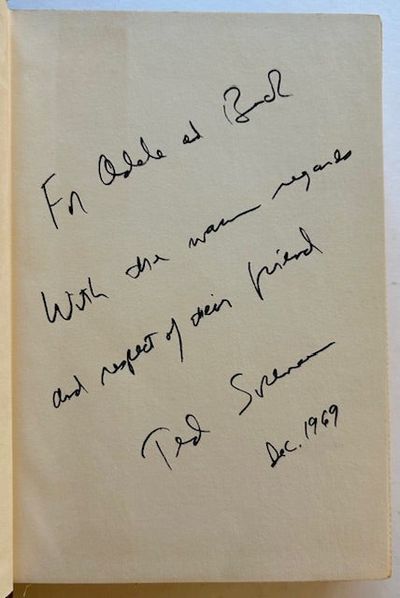 For Adele and Buck
With the warm regards
and respect of their friend
Ted Sorensen
Dec. 1969